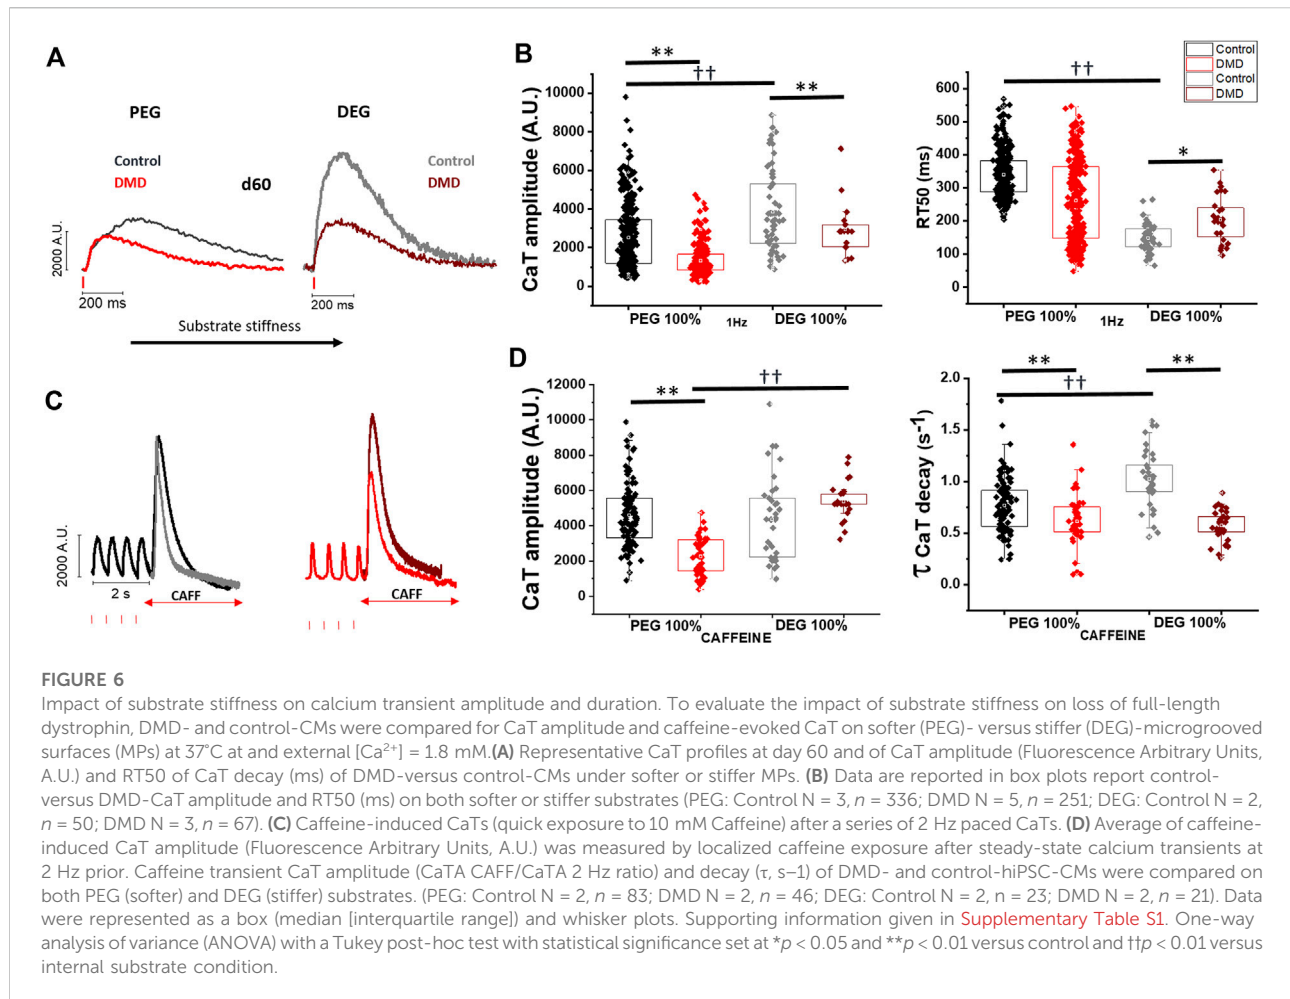 A
PEG
DEG
Control
DMD
d60
Control
DMD
2000 A.U.
200 ms
200 ms
Substrate stiffness
B
**
††
**
CaT amplitude (A.U.)
10000
8000
6000
4000
2000
0
PEG 100%
1Hz
DEG 100%
Control
DMD
Control
DMD
††
*
RT50 (ms)
600
500
400
300
200
100
0
PEG 100%
1Hz
DEG 100%
C
2000 A.U.
2 s
CAFF
CAFF
D
**
††
CaT amplitude (A.U.)
12000
10000
8000
6000
4000
2000
0
PEG 100%
DEG 100%
CAFFEINE
**
**
††
τ CaT decay (s-1)
2.0
1.5
1.0
0.5
0.0
PEG 100%
DEG 100%
CAFFEINE
FIGURE 6
Impact of substrate stiffness on calcium transient amplitude and duration. To evaluate the impact of substrate stiffness on loss of full-length
dystrophin, DMD- and control-CMs were compared for CaT amplitude and caffeine-evoked CaT on softer (PEG)- versus stiffer (DEG)-microgrooved
surfaces (MPs) at 37°C at and external [Ca2+] = 1.8 mM.(A) Representative CaT profiles at day 60 and of CaT amplitude (Fluorescence Arbitrary Units,
A.U.) and RT50 of CaT decay (ms) of DMD-versus control-CMs under softer or stiffer MPs. (B) Data are reported in box plots report control-
versus DMD-CaT amplitude and RT50 (ms) on both softer or stiffer substrates (PEG: Control N = 3, n = 336; DMD N = 5, n = 251; DEG: Control N = 2,
n = 50; DMD N = 3, n = 67). (C) Caffeine-induced CaTs (quick exposure to 10 mM Caffeine) after a series of 2 Hz paced CaTs. (D) Average of caffeine-
induced CaT amplitude (Fluorescence Arbitrary Units, A.U.) was measured by localized caffeine exposure after steady-state calcium transients at
2 Hz prior. Caffeine transient CaT amplitude (CaTA CAFF/CaTA 2 Hz ratio) and decay (τ, s–1) of DMD- and control-hiPSC-CMs were compared on
both PEG (softer) and DEG (stiffer) substrates. (PEG: Control N = 2, n = 83; DMD N = 2, n = 46; DEG: Control N = 2, n = 23; DMD N = 2, n = 21). Data
were represented as a box (median [interquartile range]) and whisker plots. Supporting information given in Supplementary Table S1. One-way
analysis of variance (ANOVA) with a Tukey post-hoc test with statistical significance set at *p < 0.05 and **p < 0.01 versus control and ††p < 0.01 versus
internal substrate condition.